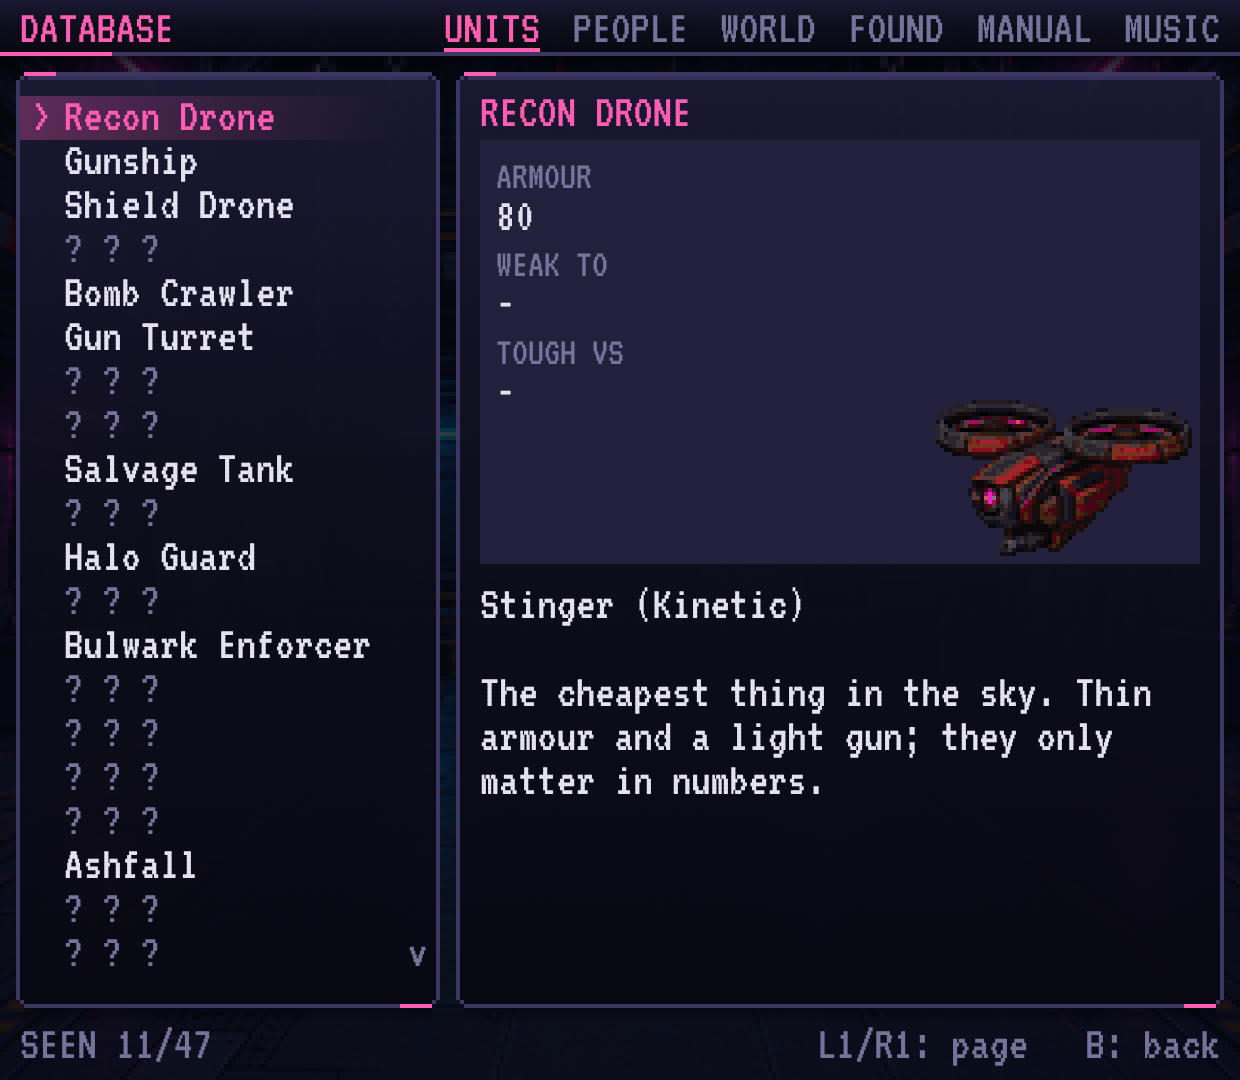 DATABASE
UNITS PEOPLE WORLD FOUND MANUAL MUSIC
> Recon Drone
Gunship
Shield Drone
? ? ?
Bomb Crawler
Gun Turret
? ? ?
? ? ?
Salvage Tank
? ? ?
Halo Guard
? ? ?
Bulwark Enforcer
? ? ?
? ? ?
? ? ?
? ? ?
Ashfall
? ? ?
? ? ?
v
RECON DRONE
ARMOUR
80
WEAK TO
-
TOUGH VS
-
Stinger (Kinetic)
The cheapest thing in the sky. Thin
armour and a light gun; they only
matter in numbers.
SEEN 11/47
L1/R1: page B: back